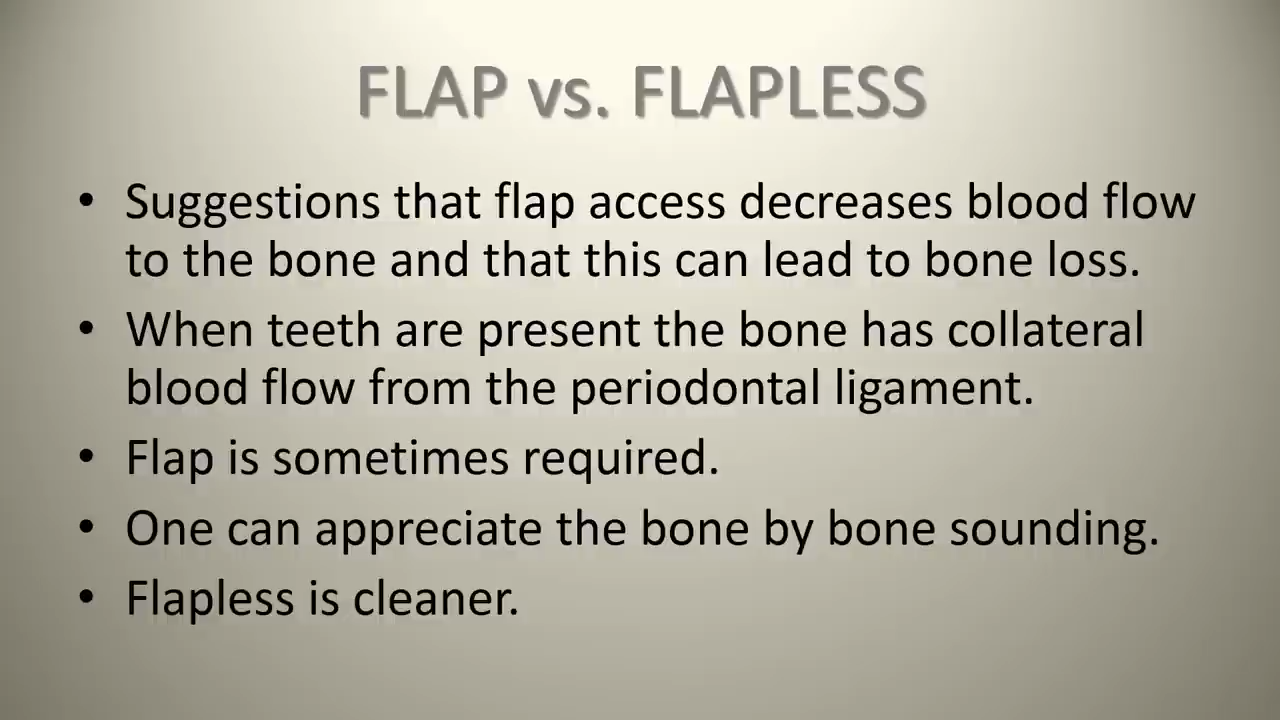 FLAP vs. FLAPLESS
• Suggestions that flap access decreases blood flow
to the bone and that this can lead to bone loss.
• When teeth are present the bone has collateral
blood flow from the periodontal ligament.
• Flap is sometimes required.
• One can appreciate the bone by bone sounding.
• Flapless is cleaner.